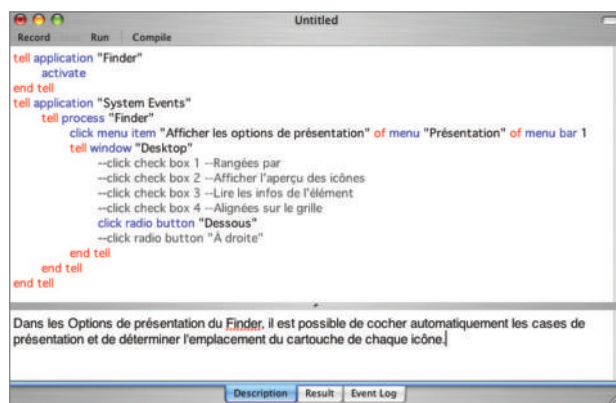 Untitled
Record Run Compile
tell application "Finder"
activate
end tell
tell application "System Events"
tell process "Finder"
click menu item "Afficher les options de présentation" of menu "Présentation" of menu bar 1
tell window "Desktop"
--click check box 1 --Rangées par
--click check box 2 --Afficher l'aperçu des icônes
--click check box 3 --Lire les infos de l'élément
--click check box 4 --Alignées sur le grille
click radio button "Dessous"
--click radio button "À droite"
end tell
end tell
end tell
Dans les Options de présentation du Finder, il est possible de cocher automatiquement les cases de
présentation et de déterminer l'emplacement du cartouche de chaque icône.
Description Result Event Log